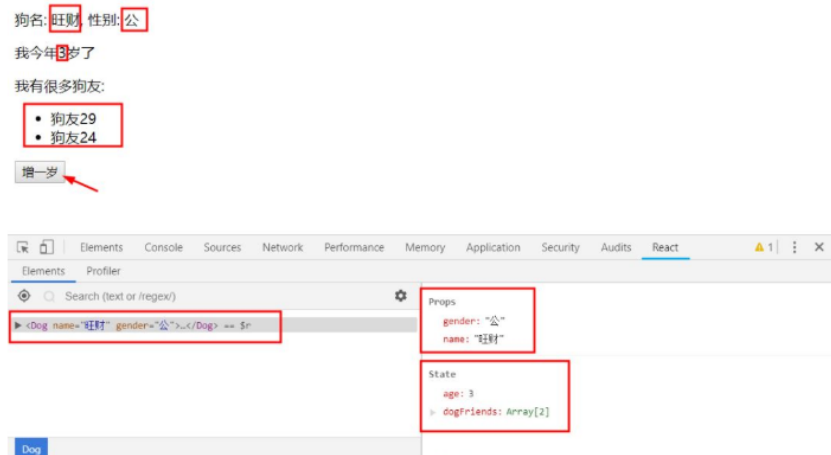 狗名: 旺财, 性别: 公
我今年3岁了
我有很多狗友:
• 狗友29
• 狗友24
增一岁
Elements Console Sources Network Performance Memory Application Security Audits React 1
Elements Profiler
Search (text or /regex/)
Props
gender: "公"
name: "旺财"
<Dog name="旺财" gender="公">…</Dog> == $r
State
age: 3
dogFriends: Array[2]
Dog